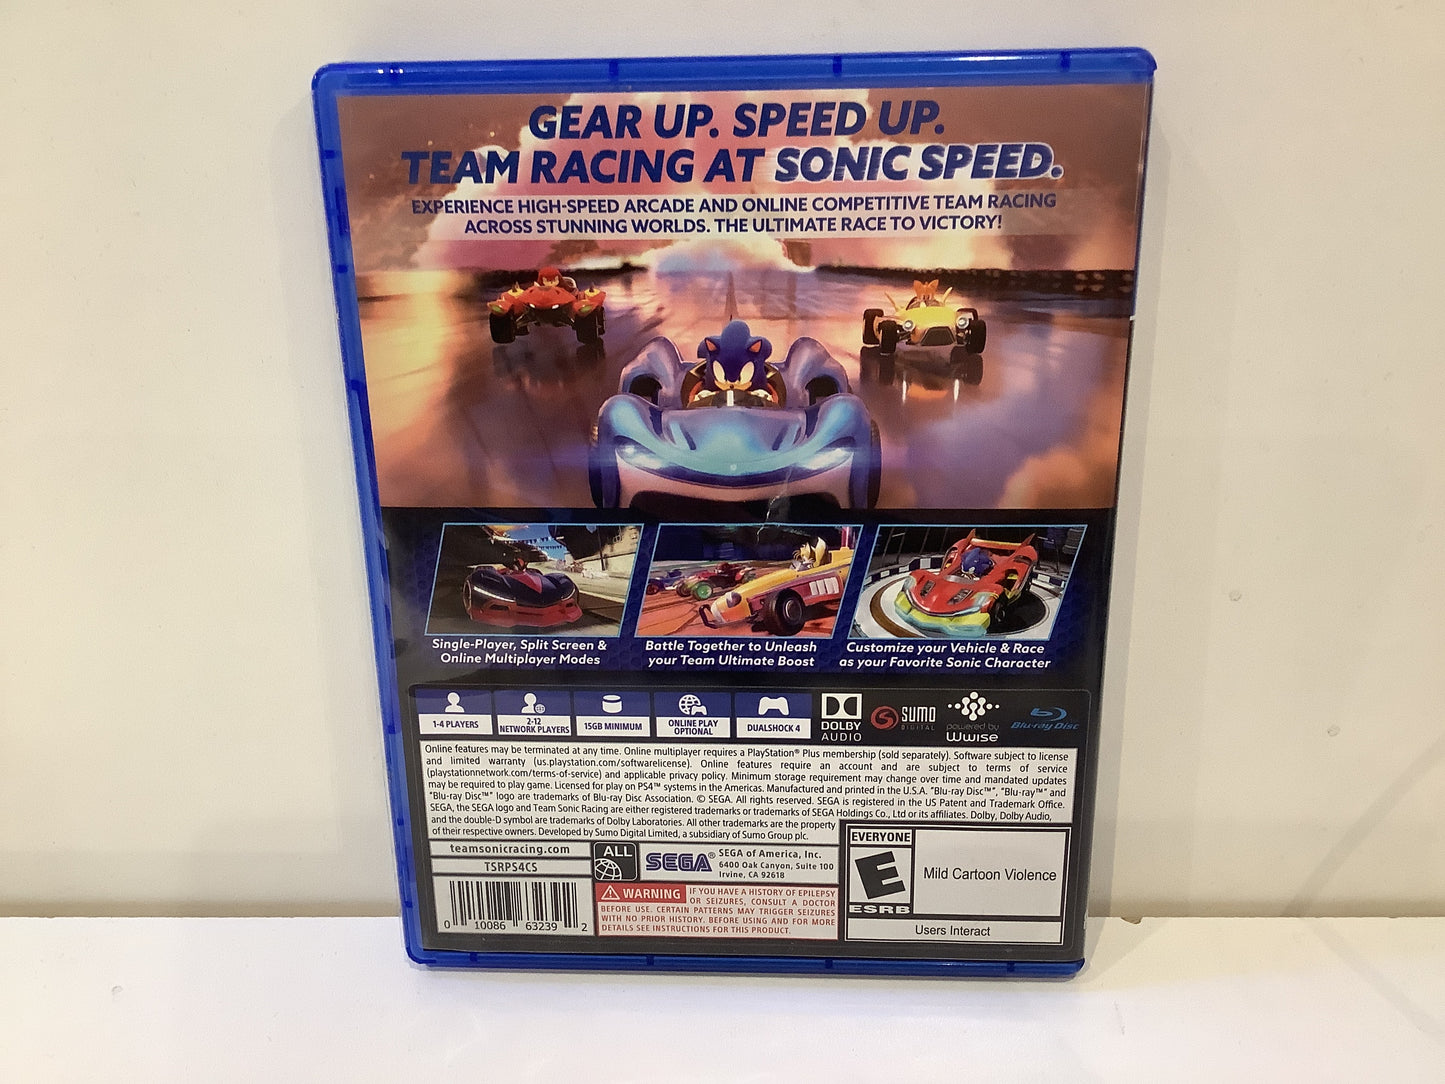 GEAR UP. SPEED UP.
TEAM RACING AT SONIC SPEED.
EXPERIENCE HIGH-SPEED ARCADE AND ONLINE COMPETITIVE TEAM RACING
ACROSS STUNNING WORLDS. THE ULTIMATE RACE TO VICTORY!
Single-Player, Split Screen &
Online Multiplayer Modes
Battle Together to Unleash
your Team Ultimate Boost
Customize your Vehicle & Race
as your Favorite Sonic Character
1-4 PLAYERS
2-12
NETWORK PLAYERS
15GB MINIMUM
ONLINE PLAY
OPTIONAL
DUALSHOCK 4
DOLBY
AUDIO
SUMO
DIGITAL
powered by
Wwise
Blu-ray Disc
Online features may be terminated at any time. Online multiplayer requires a PlayStation® Plus membership (sold separately). Software subject to license
and limited warranty (us.playstation.com/softwarelicense). Online features require an account and are subject to terms of service
(playstationnetwork.com/terms-of-service) and applicable privacy policy. Minimum storage requirement may change over time and mandated updates
may be required to play game. Licensed for play on PS4™ systems in the Americas. Manufactured and printed in the U.S.A. "Blu-ray Disc™", "Blu-ray™" and
"Blu-ray Disc™" logo are trademarks of Blu-ray Disc Association. © SEGA. All rights reserved. SEGA is registered in the US Patent and Trademark Office.
SEGA, the SEGA logo and Team Sonic Racing are either registered trademarks or trademarks of SEGA Holdings Co., Ltd or its affiliates. Dolby, Dolby Audio,
and the double-D symbol are trademarks of Dolby Laboratories. All other trademarks are the property
of their respective owners. Developed by Sumo Digital Limited, a subsidiary of Sumo Group plc.
teamsonicracing.com
TSRPS4CS
0 10086 63239 2
ALL
SEGA®
SEGA of America, Inc.
6400 Oak Canyon, Suite 100
Irvine, CA 92618
WARNING IF YOU HAVE A HISTORY OF EPILEPSY
OR SEIZURES, CONSULT A DOCTOR
BEFORE USE. CERTAIN PATTERNS MAY TRIGGER SEIZURES
WITH NO PRIOR HISTORY. BEFORE USING AND FOR MORE
DETAILS SEE INSTRUCTIONS FOR THIS PRODUCT.
EVERYONE
E
ESRB
Mild Cartoon Violence
Users Interact